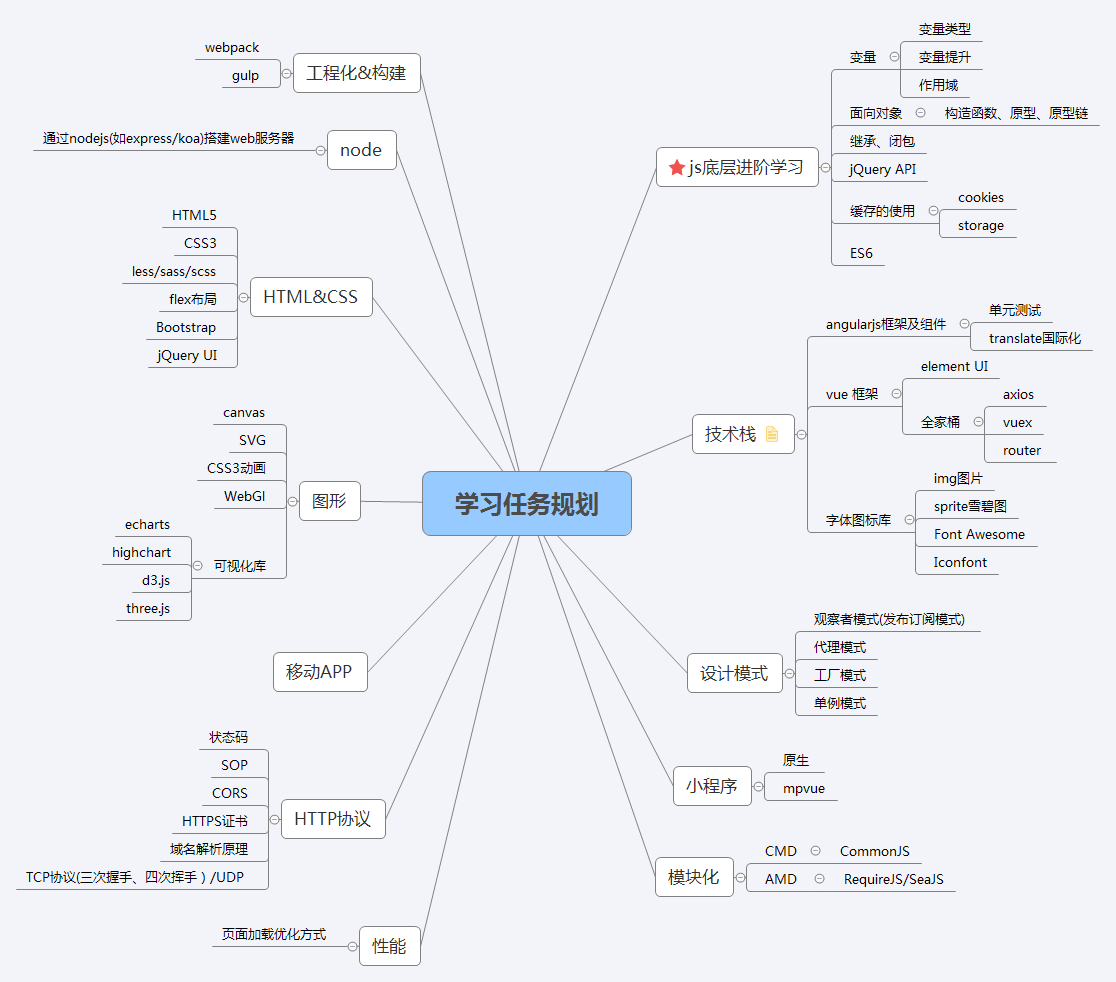 学习任务规划
js底层进阶学习
变量
变量类型
变量提升
作用域
面向对象
构造函数、原型、原型链
继承、闭包
jQuery API
缓存的使用
cookies
storage
ES6
技术栈
angularjs框架及组件
单元测试
translate国际化
vue 框架
element UI
全家桶
axios
vuex
router
字体图标库
img图片
sprite雪碧图
Font Awesome
Iconfont
设计模式
观察者模式(发布订阅模式)
代理模式
工厂模式
单例模式
小程序
原生
mpvue
模块化
CMD
CommonJS
AMD
RequireJS/SeaJS
工程化&构建
webpack
gulp
node
通过nodejs(如express/koa)搭建web服务器
HTML&CSS
HTML5
CSS3
less/sass/scss
flex布局
Bootstrap
jQuery UI
图形
canvas
SVG
CSS3动画
WebGl
可视化库
echarts
highchart
d3.js
three.js
移动APP
HTTP协议
状态码
SOP
CORS
HTTPS证书
域名解析原理
TCP协议(三次握手、四次挥手）/UDP
性能
页面加载优化方式